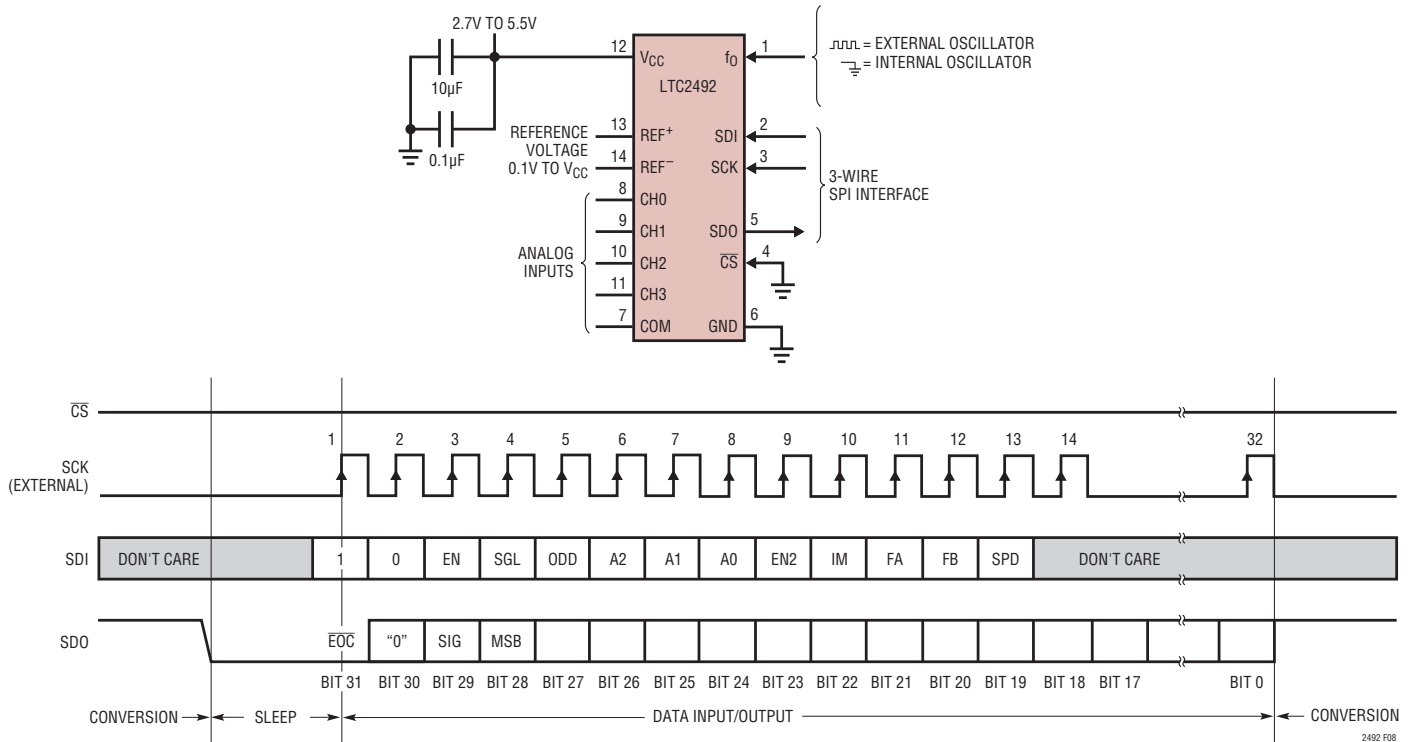 2.7V TO 5.5V
10µF
0.1µF
12 VCC
LTC2492
fO 1
= EXTERNAL OSCILLATOR
= INTERNAL OSCILLATOR
REFERENCE
VOLTAGE
0.1V TO VCC
13 REF+
14 REF–
SDI 2
SCK 3
3-WIRE
SPI INTERFACE
ANALOG
INPUTS
8 CH0
9 CH1
10 CH2
11 CH3
7 COM
SDO 5
CS 4
GND 6
CS
SCK
(EXTERNAL)
1 2 3 4 5 6 7 8 9 10 11 12 13 14 32
SDI DON'T CARE 1 0 EN SGL ODD A2 A1 A0 EN2 IM FA FB SPD DON'T CARE
SDO EOC “0” SIG MSB
BIT 31 BIT 30 BIT 29 BIT 28 BIT 27 BIT 26 BIT 25 BIT 24 BIT 23 BIT 22 BIT 21 BIT 20 BIT 19 BIT 18 BIT 17 BIT 0
CONVERSION SLEEP DATA INPUT/OUTPUT CONVERSION
2492 F08